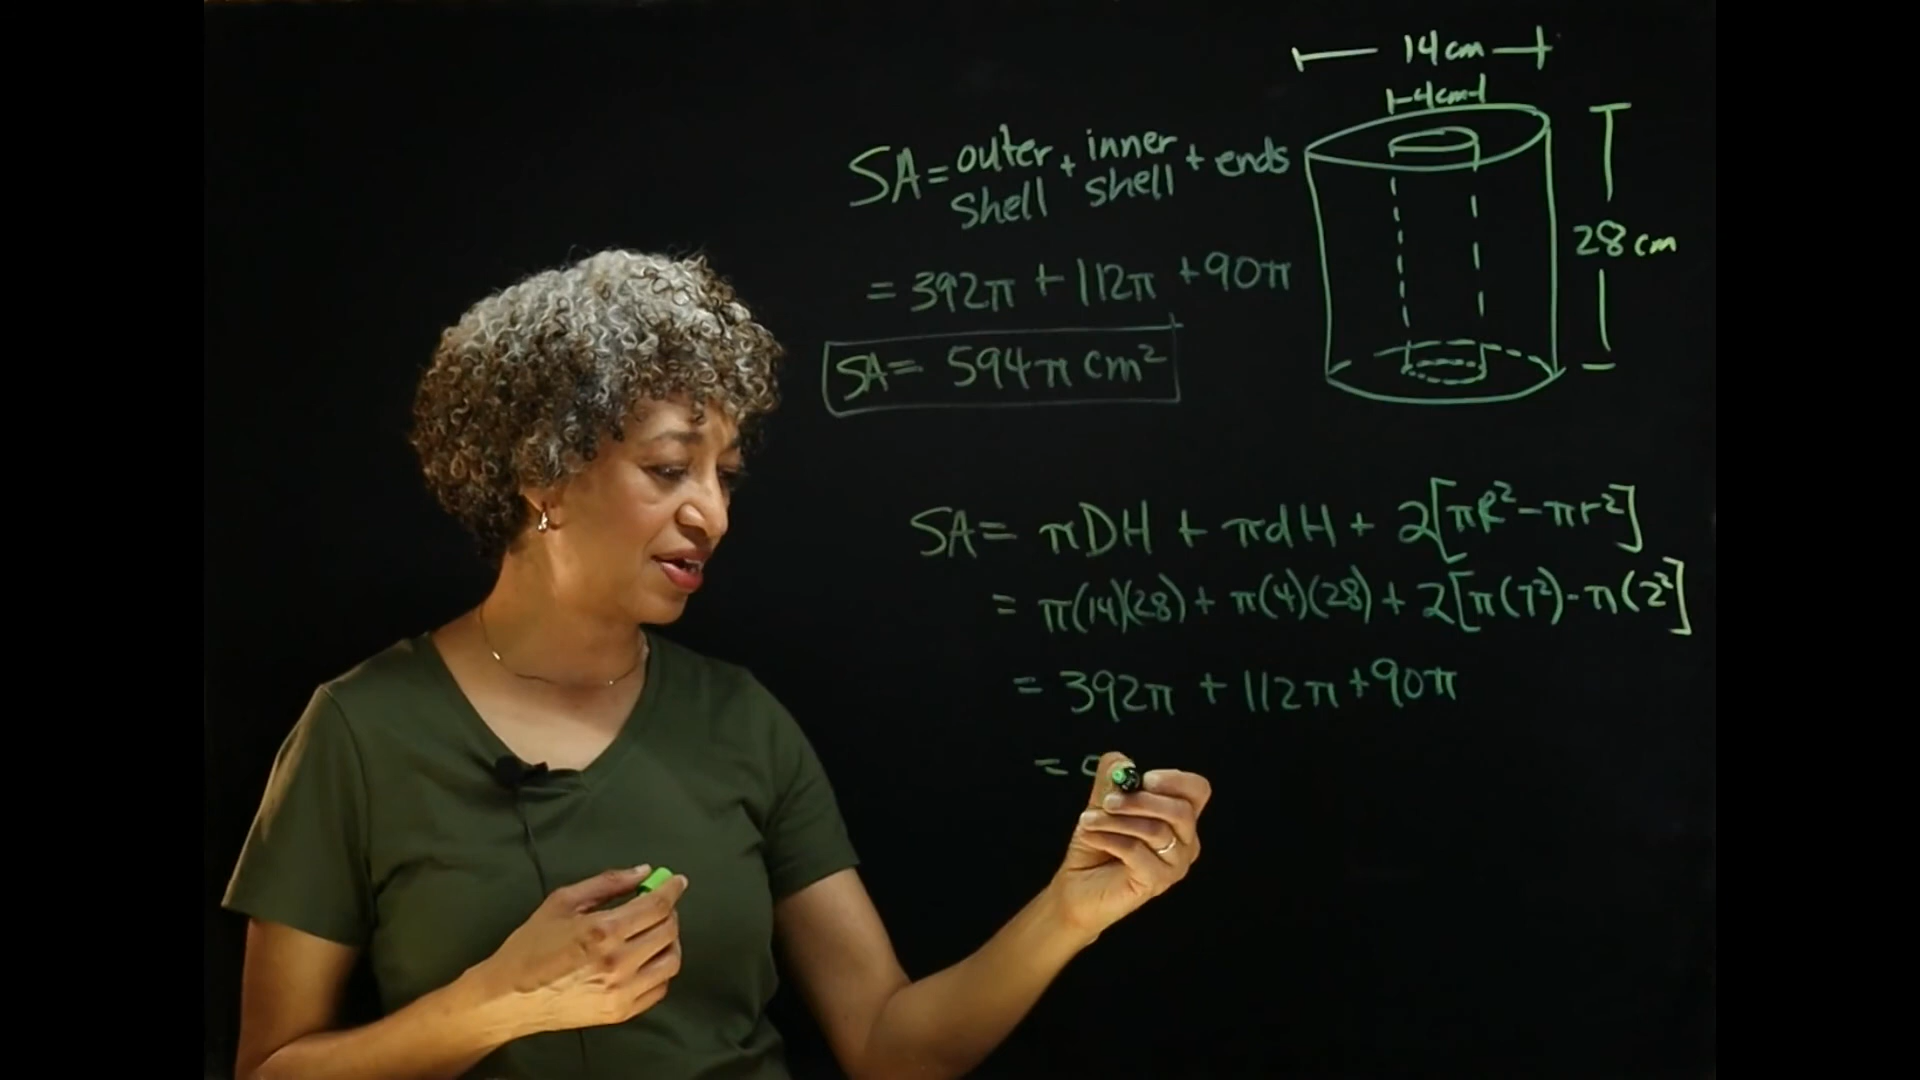 14 cm
4cm
SA = outer shell + inner shell + ends
= 392π + 112π + 90π
28 cm
SA = 594π cm²
SA = πDH + πdH + 2[πR² - πr²]
= π(14)(28) + π(4)(28) + 2[π(7²) - π(2²]
= 392π + 112π + 90π
=